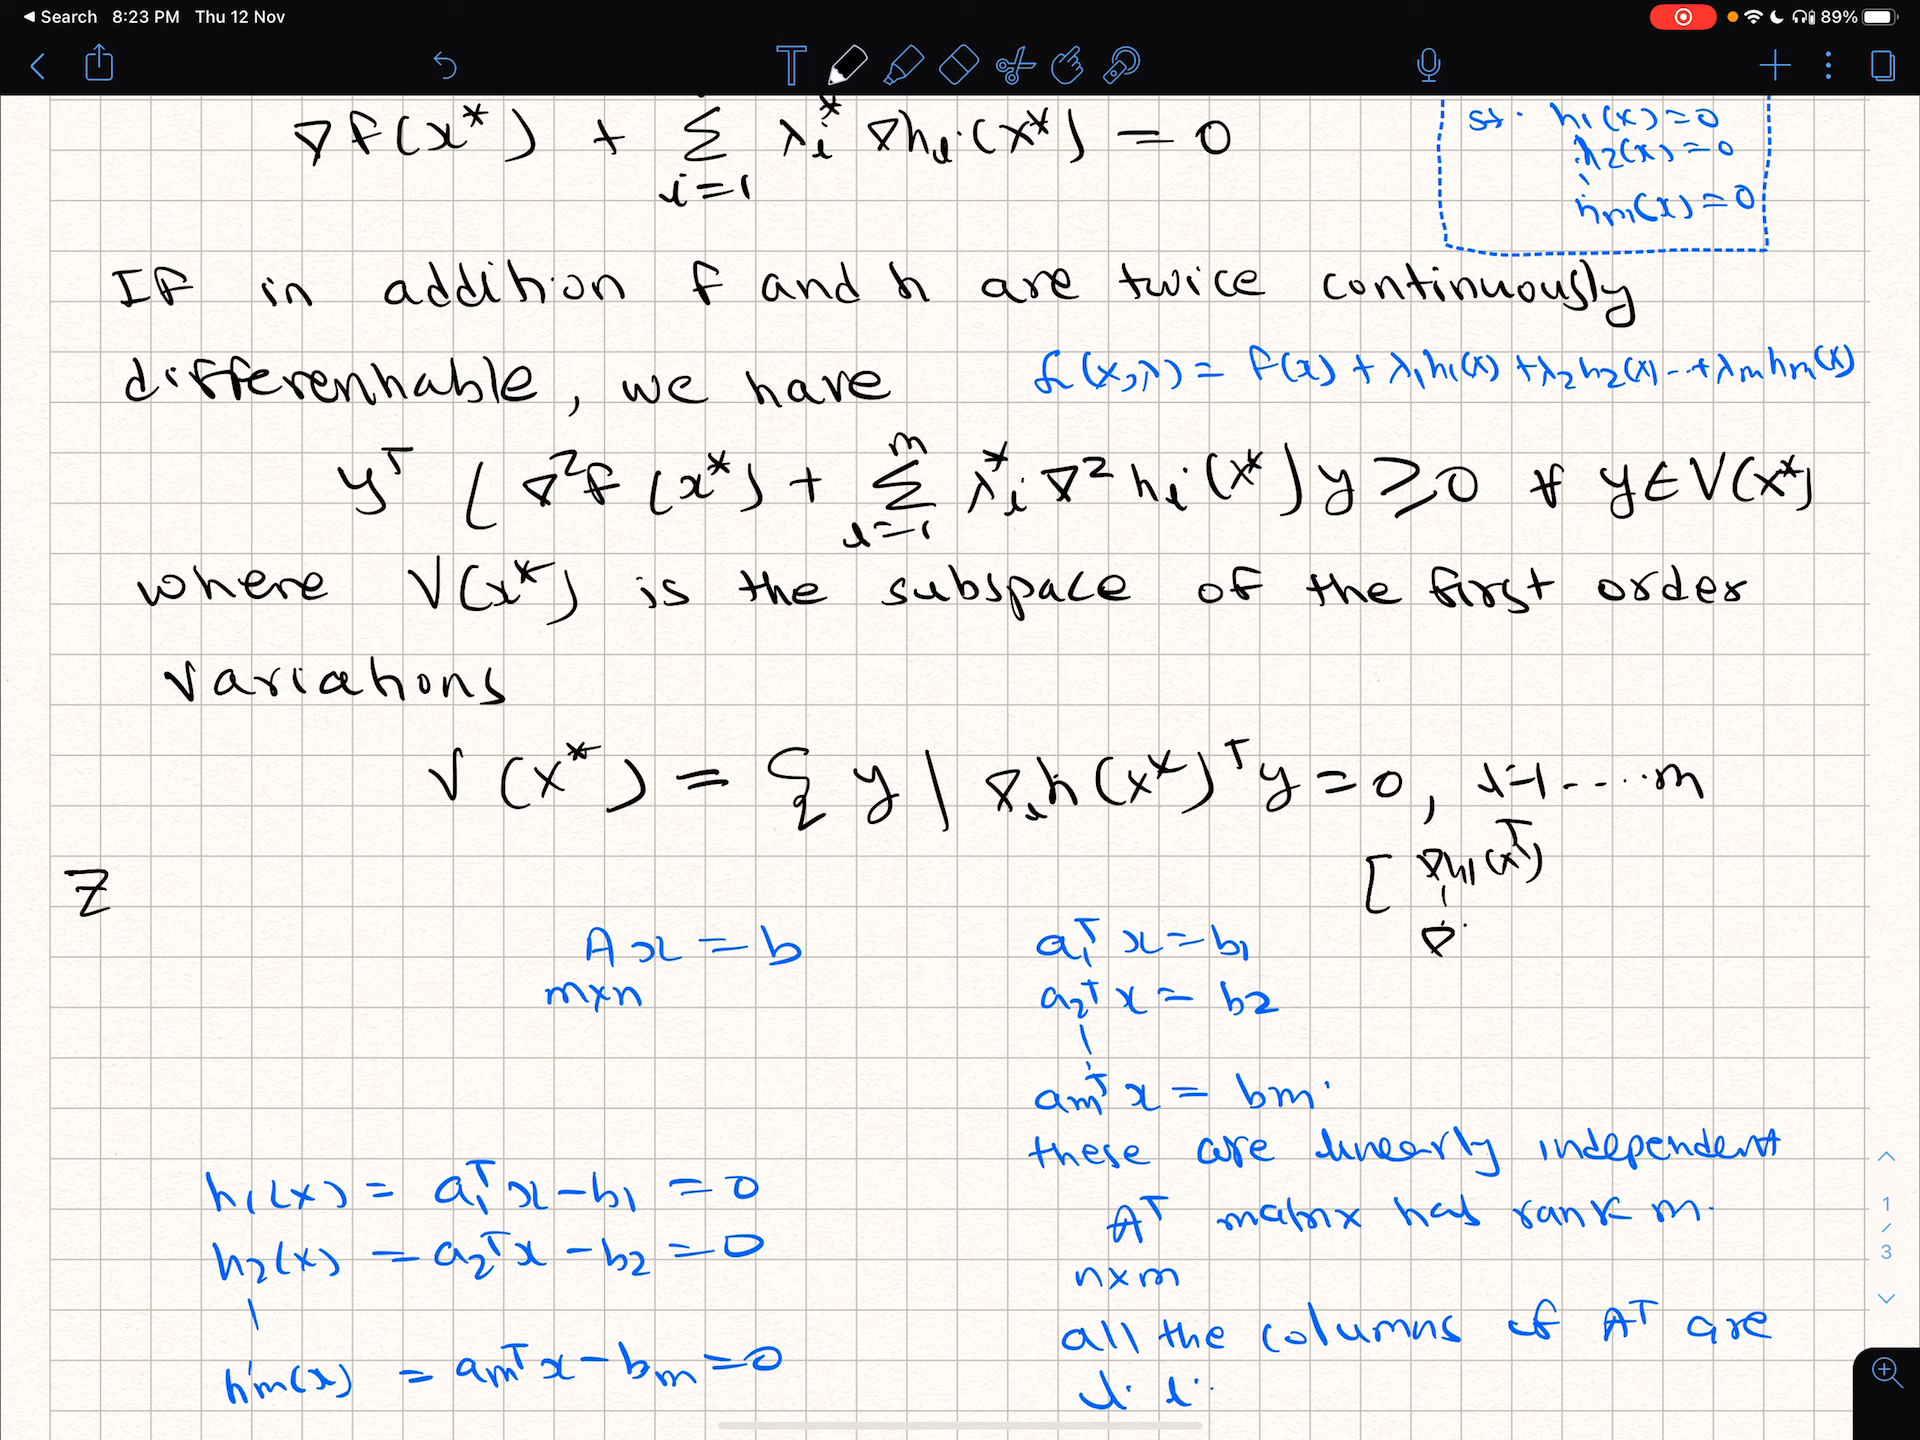 Search 8:23 PM Thu 12 Nov
89%
∇f(x*) + Σ i=1 λi* ∇hi(x*) = 0
st. h1(x)=0
h2(x)=0
hm(x)=0
If in addition f and h are twice continuously
differentiable, we have
L(x,λ) = f(x) + λ1h1(x) + λ2h2(x) -- + λmhm(x)
yT (∇²f(x*) + Σ i=1 m λi* ∇²hi(x*)) y ≥ 0 ∀ y∈V(x*)
where V(x*) is the subspace of the first order
variations
V(x*) = { y | ∇ih(x*)T y = 0, i=1 ---- m
[ ∇h1(x*)T
∇
Z
Ax = b
mxn
a1T x = b1
a2T x = b2
amT x = bm.
these are linearly independent
AT matrix has rank m.
nxm
all the columns of AT are
l. i.
h1(x) = a1T x - b1 = 0
h2(x) = a2T x - b2 = 0
hm(x) = amT x - bm = 0
1
/
3